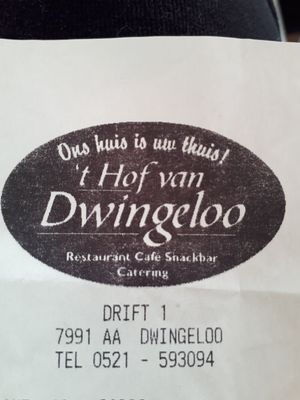 Ons huis is uw thuis!
't Hof van
Dwingeloo
Restaurant Café Snackbar
Catering
DRIFT 1
7991 AA DWINGELOO
TEL 0521 - 593094